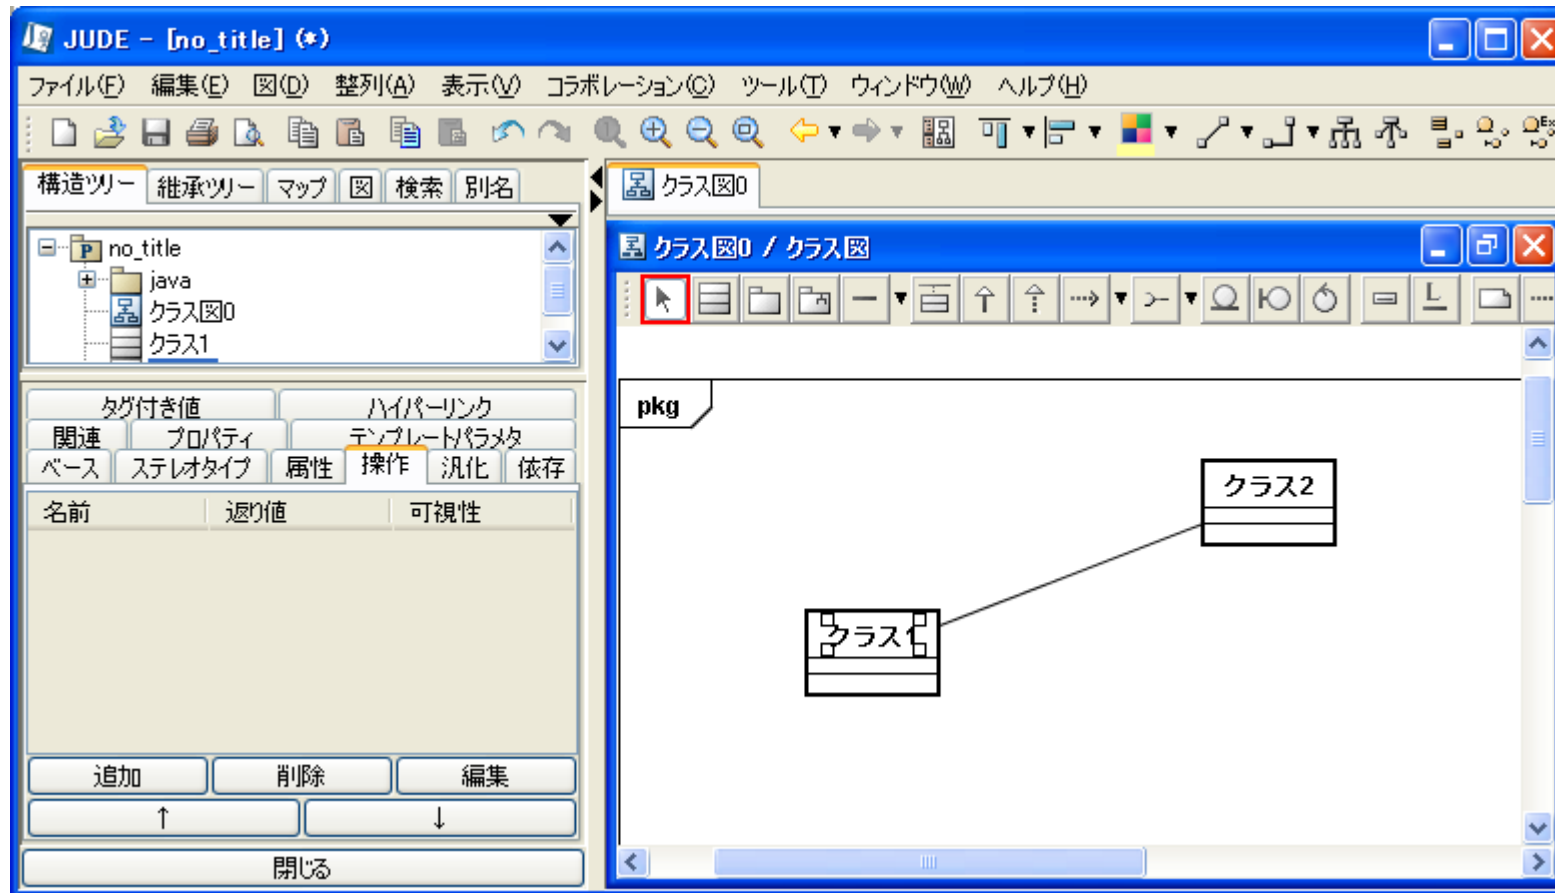 JUDE - [no_title] (*)
ファイル(F) 編集(E) 図(D) 整列(A) 表示(V) コラボレーション(C) ツール(T) ウィンドウ(W) ヘルプ(H)
構造ツリー 継承ツリー マップ 図 検索 別名
no_title
java
クラス図0
クラス1
タグ付き値 ハイパーリンク
関連 プロパティ テンプレートパラメタ
ベース ステレオタイプ 属性 操作 汎化 依存
名前 返り値 可視性
追加 削除 編集
↑ ↓
閉じる
クラス図0
クラス図0 / クラス図
pkg
クラス2
クラス1